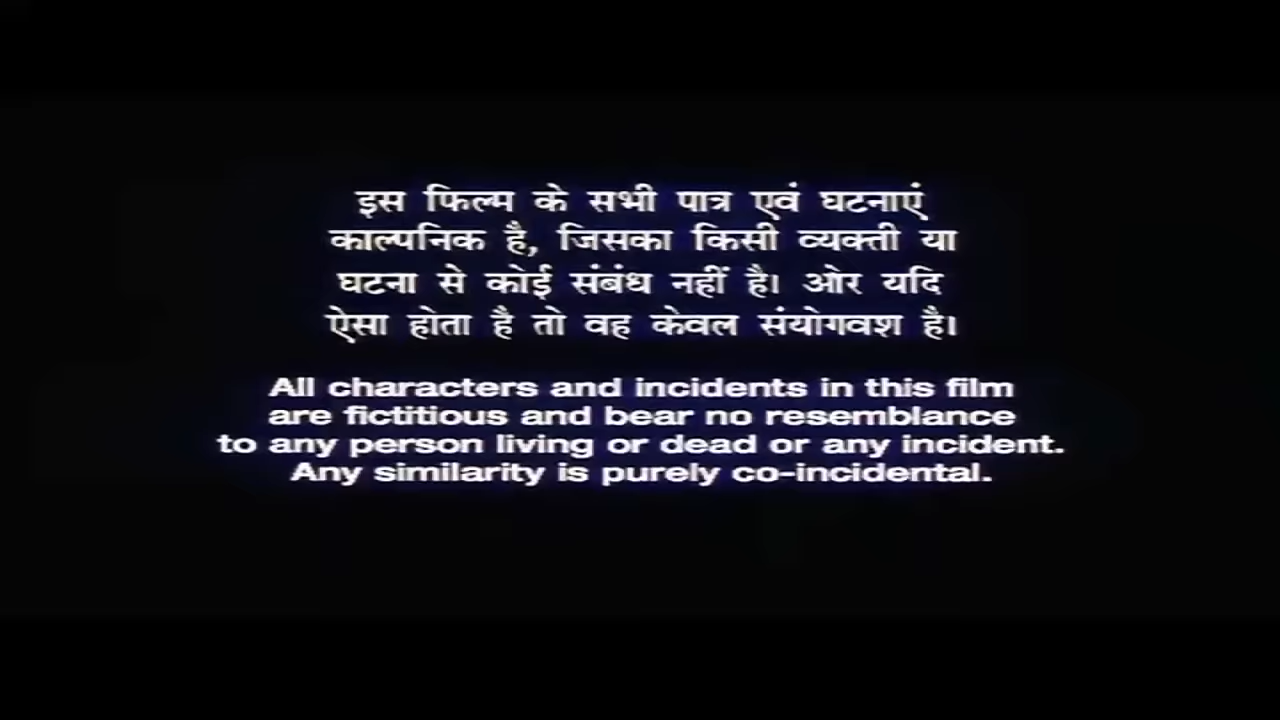 इस फिल्म के सभी पात्र एवं घटनाएं
काल्पनिक है, जिसका किसी व्यक्ती या
घटना से कोई संबंध नहीं है। ओर यदि
ऐसा होता है तो वह केवल संयोगवश है।
All characters and incidents in this film
are fictitious and bear no resemblance
to any person living or dead or any incident.
Any similarity is purely co-incidental.